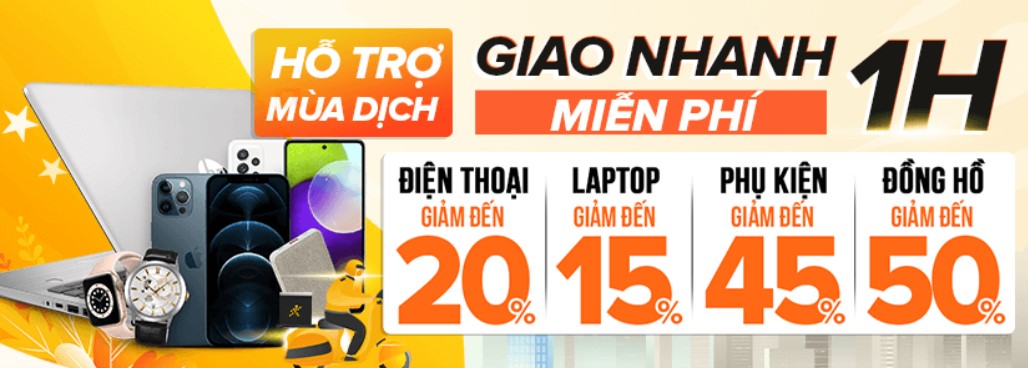 HỖ TRỢ
MÙA DỊCH
GIAO NHANH
MIỄN PHÍ
1H
ĐIỆN THOẠI
GIẢM ĐẾN
20%
LAPTOP
GIẢM ĐẾN
15%
PHỤ KIỆN
GIẢM ĐẾN
45%
ĐỒNG HỒ
GIẢM ĐẾN
50%